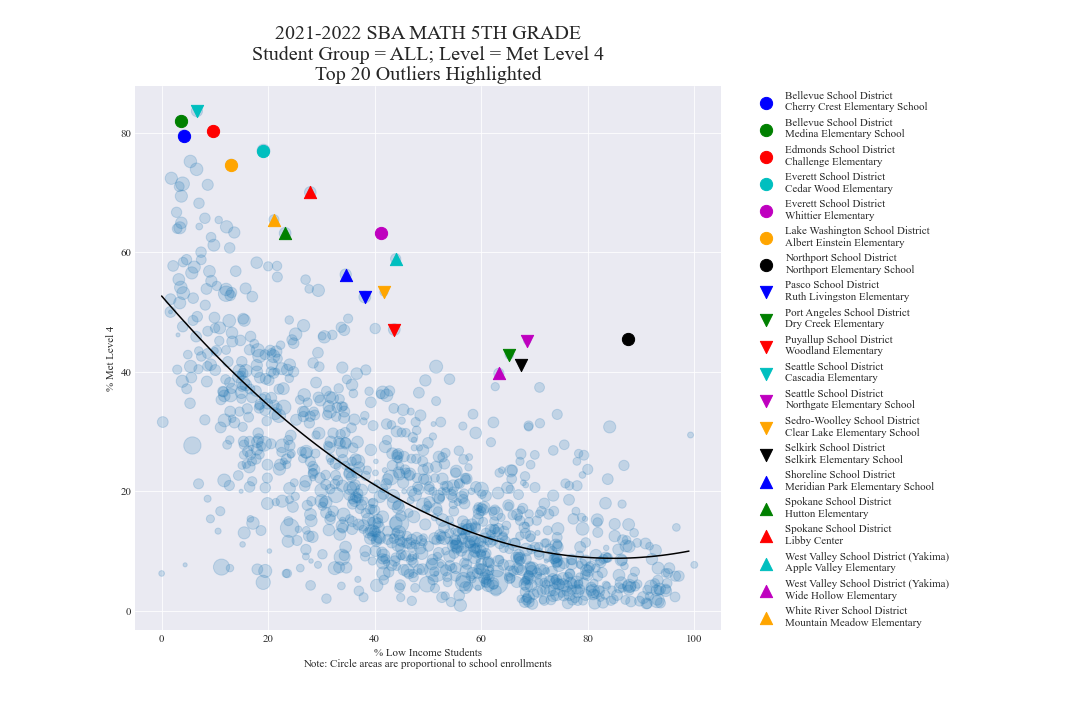 2021-2022 SBA MATH 5TH GRADE
Student Group = ALL; Level = Met Level 4
Top 20 Outliers Highlighted
% Met Level 4
80
60
40
20
0
0 20 40 60 80 100
% Low Income Students
Note: Circle areas are proportional to school enrollments
Bellevue School District
Cherry Crest Elementary School
Bellevue School District
Medina Elementary School
Edmonds School District
Challenge Elementary
Everett School District
Cedar Wood Elementary
Everett School District
Whittier Elementary
Lake Washington School District
Albert Einstein Elementary
Northport School District
Northport Elementary School
Pasco School District
Ruth Livingston Elementary
Port Angeles School District
Dry Creek Elementary
Puyallup School District
Woodland Elementary
Seattle School District
Cascadia Elementary
Seattle School District
Northgate Elementary School
Sedro-Woolley School District
Clear Lake Elementary School
Selkirk School District
Selkirk Elementary School
Shoreline School District
Meridian Park Elementary School
Spokane School District
Hutton Elementary
Spokane School District
Libby Center
West Valley School District (Yakima)
Apple Valley Elementary
West Valley School District (Yakima)
Wide Hollow Elementary
White River School District
Mountain Meadow Elementary